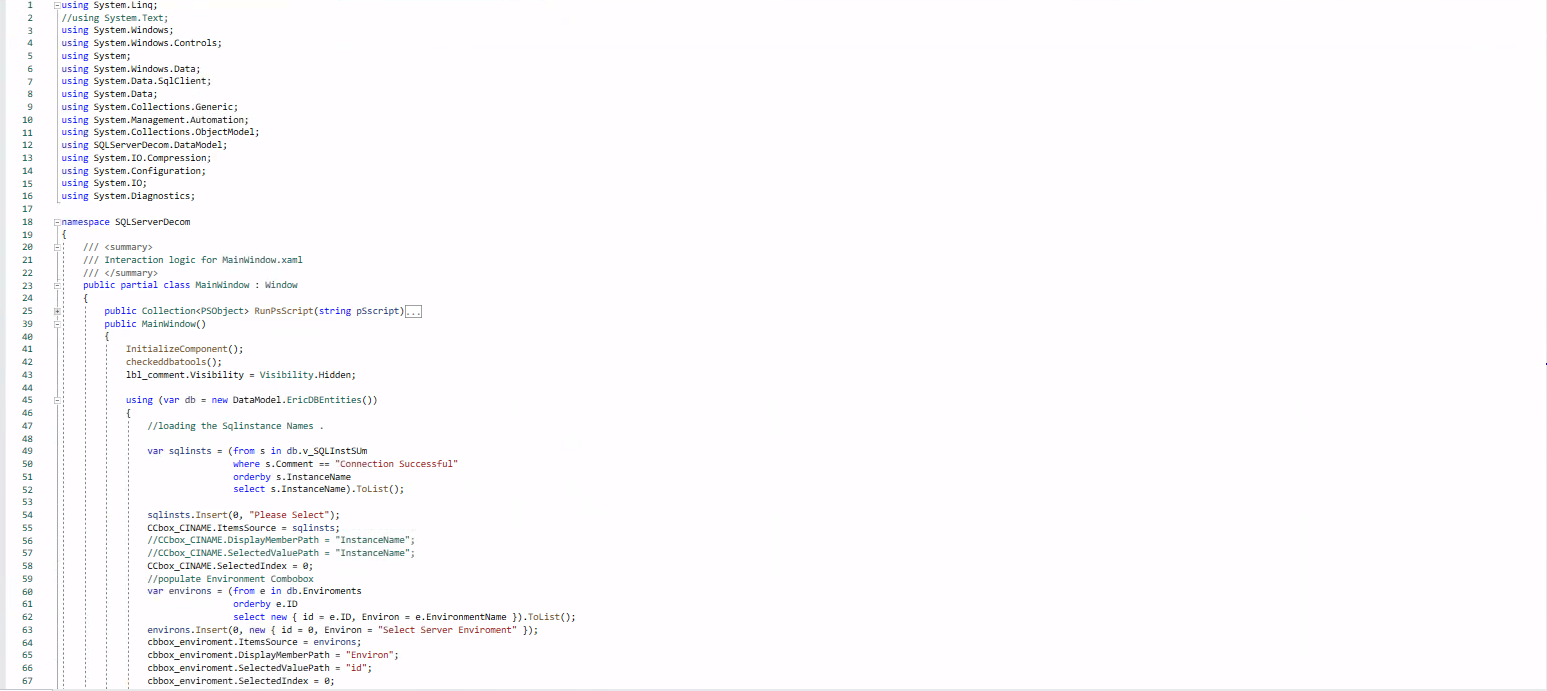 1 using System.Linq;
2 //using System.Text;
3 using System.Windows;
4 using System.Windows.Controls;
5 using System;
6 using System.Windows.Data;
7 using System.Data.SqlClient;
8 using System.Data;
9 using System.Collections.Generic;
10 using System.Management.Automation;
11 using System.Collections.ObjectModel;
12 using SQLServerDecom.DataModel;
13 using System.IO.Compression;
14 using System.Configuration;
15 using System.IO;
16 using System.Diagnostics;
17
18 namespace SQLServerDecom
19 {
20 /// <summary>
21 /// Interaction logic for MainWindow.xaml
22 /// </summary>
23 public partial class MainWindow : Window
24 {
25 public Collection<PSObject> RunPsScript(string pSscript)...
39 public MainWindow()
40 {
41 InitializeComponent();
42 checkeddbatools();
43 lbl_comment.Visibility = Visibility.Hidden;
44
45 using (var db = new DataModel.EricDBEntities())
46 {
47 //loading the Sqlinstance Names .
48
49 var sqlinsts = (from s in db.v_SQLInstSUm
50 where s.Comment == "Connection Successful"
51 orderby s.InstanceName
52 select s.InstanceName).ToList();
53
54 sqlinsts.Insert(0, "Please Select");
55 CCbox_CINAME.ItemsSource = sqlinsts;
56 //CCbox_CINAME.DisplayMemberPath = "InstanceName";
57 //CCbox_CINAME.SelectedValuePath = "InstanceName";
58 CCbox_CINAME.SelectedIndex = 0;
59 //populate Environment Combobox
60 var environs = (from e in db.Enviroments
61 orderby e.ID
62 select new { id = e.ID, Environ = e.EnvironmentName }).ToList();
63 environs.Insert(0, new { id = 0, Environ = "Select Server Enviroment" });
64 cbbox_enviroment.ItemsSource = environs;
65 cbbox_enviroment.DisplayMemberPath = "Environ";
66 cbbox_enviroment.SelectedValuePath = "id";
67 cbbox_enviroment.SelectedIndex = 0;